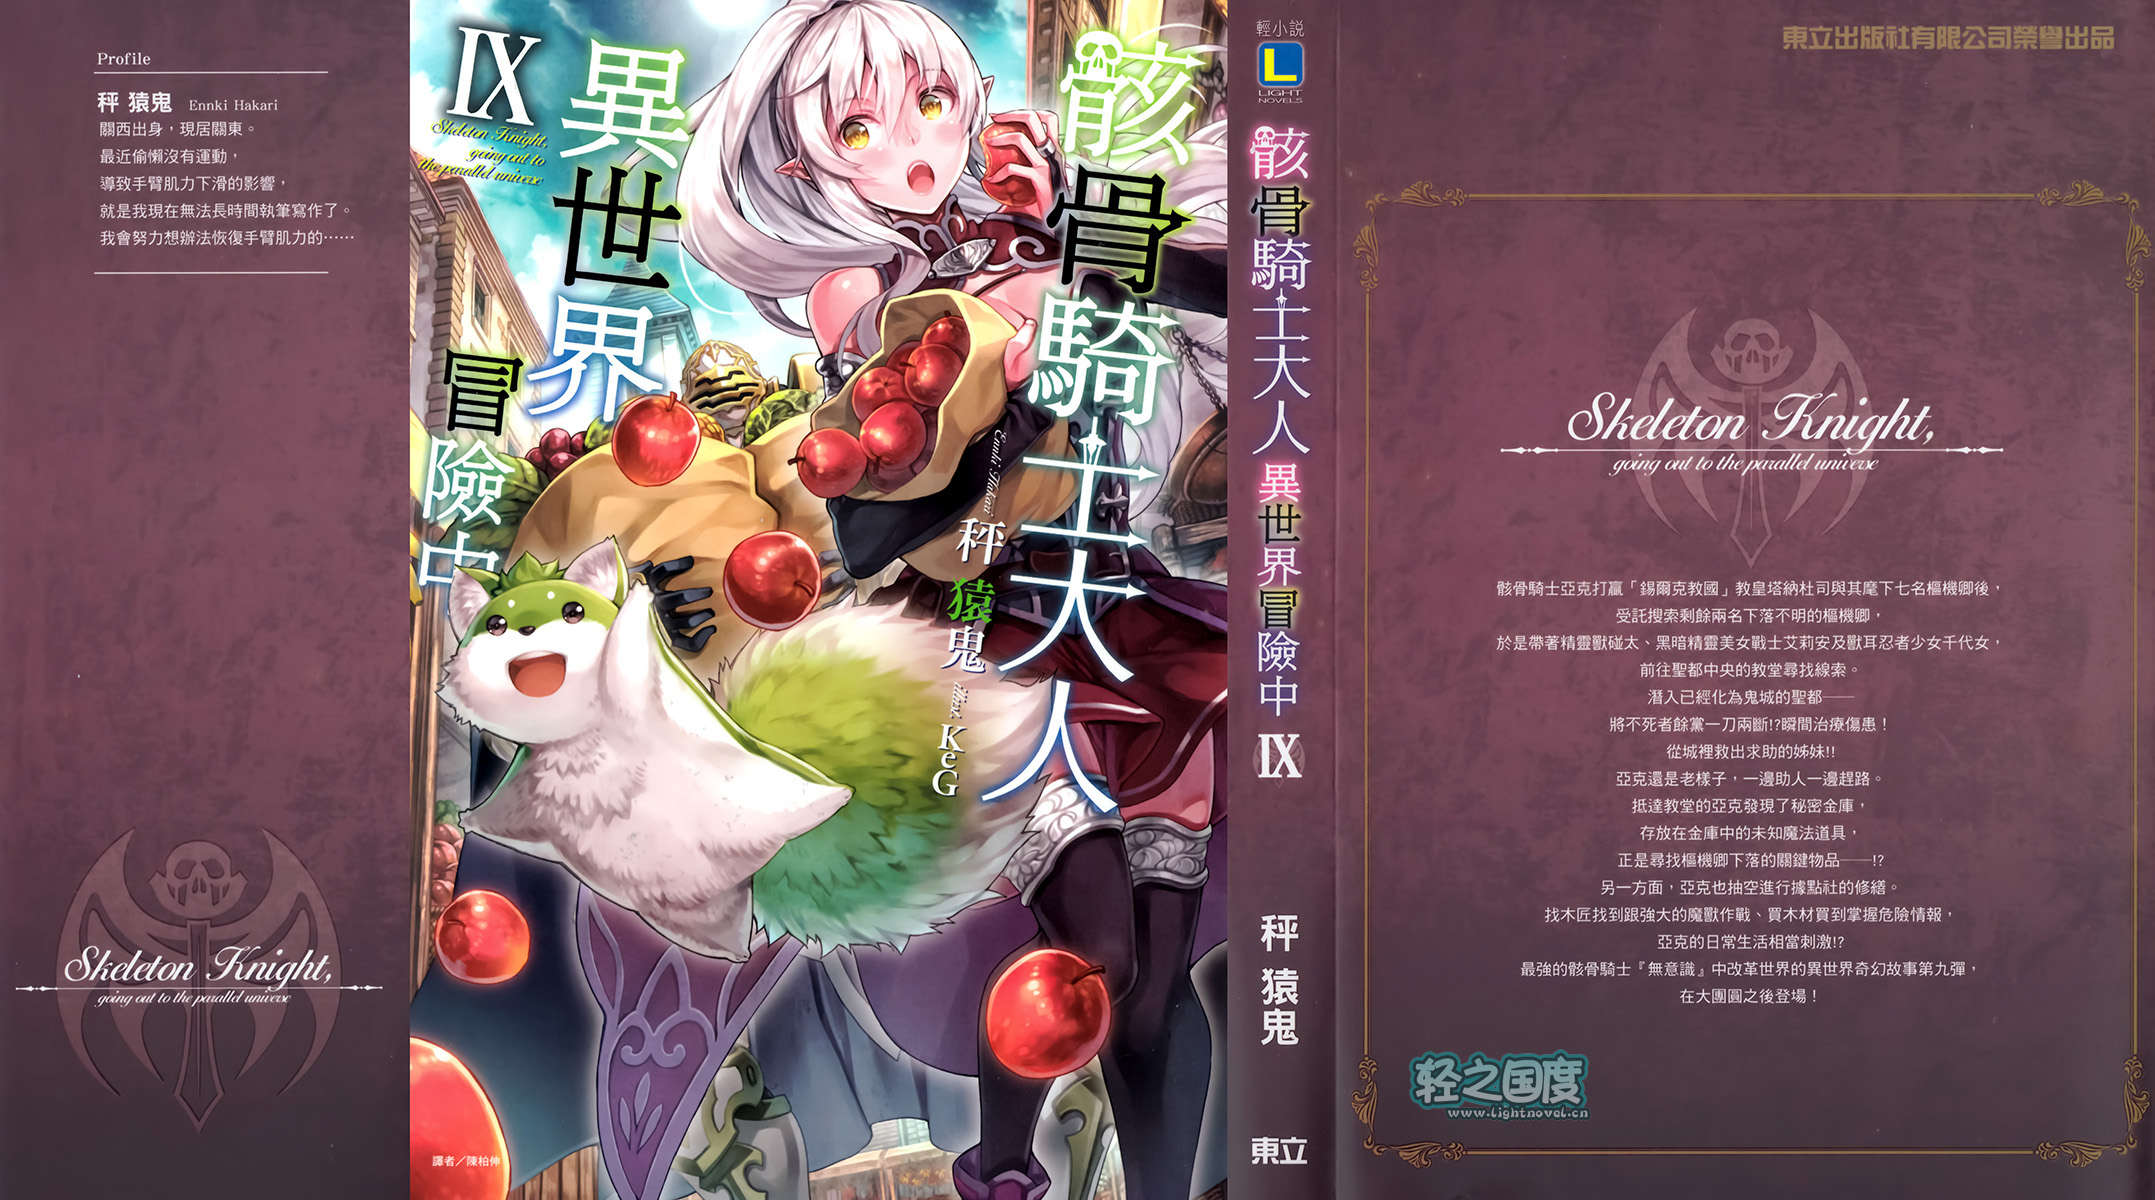 Profile
秤 猿鬼 Ennki Hakari
關西出身，現居關東。
最近偷懶沒有運動，
導致手臂肌力下滑的影響，
就是我現在無法長時間執筆寫作了。
我會努力想辦法恢復手臂肌力的……
Skeleton Knight,
going out to the parallel universe
骸骨騎士大人
異世界
冒險中
IX
Skeleton Knight,
going out to
the parallel universe
Ennki Hakari
秤猿鬼
illust. KeG
譯者／陳柏伸
輕小說
L
LIGHT
NOVELS
骸骨騎士大人 異世界冒險中 IX
秤 猿鬼
東立
東立出版社有限公司榮譽出品
Skeleton Knight,
going out to the parallel universe
骸骨騎士亞克打贏「錫爾克教國」教皇塔納杜司與其麾下七名樞機卿後，
受託搜索剩餘兩名下落不明的樞機卿，
於是帶著精靈獸碰太、黑暗精靈美女戰士艾莉安及獸耳忍者少女千代女，
前往聖都中央的教堂尋找線索。
潛入已經化為鬼城的聖都──
將不死者餘黨一刀兩斷!?瞬間治療傷患！
從城裡救出求助的姊妹!!
亞克還是老樣子，一邊助人一邊趕路。
抵達教堂的亞克發現了秘密金庫，
存放在金庫中的未知魔法道具，
正是尋找樞機卿下落的關鍵物品──!?
另一方面，亞克也抽空進行據點社的修繕。
找木匠找到跟強大的魔獸作戰、買木材買到掌握危險情報，
亞克的日常生活相當刺激!?
最強的骸骨騎士『無意識』中改革世界的異世界奇幻故事第九彈，
在大團圓之後登場！
轻之国度
www.lightnovel.cn